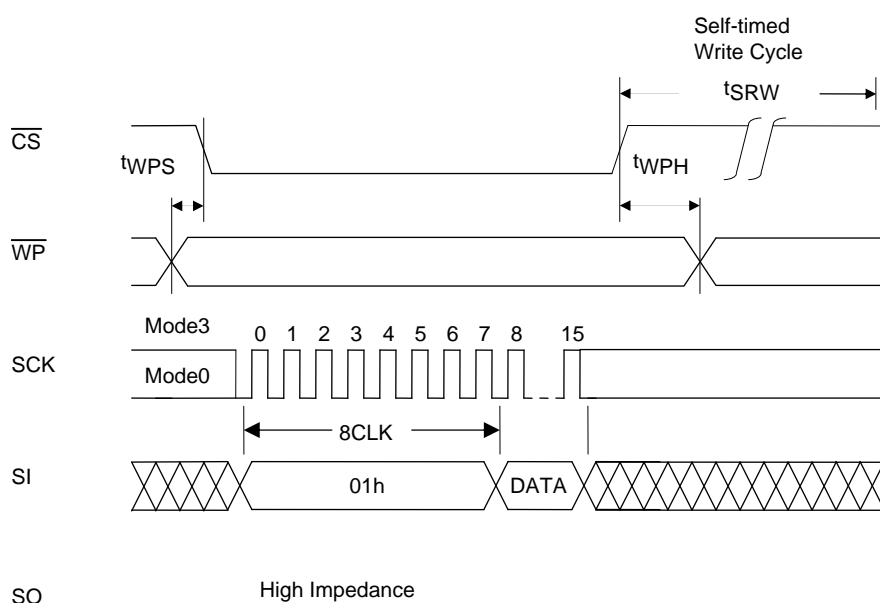 Self-timed
Write Cycle
tSRW
CS
tWPS
tWPH
WP
Mode3
0 1 2 3 4 5 6 7 8 15
SCK
Mode0
8CLK
SI
01h
DATA
High Impedance
SO